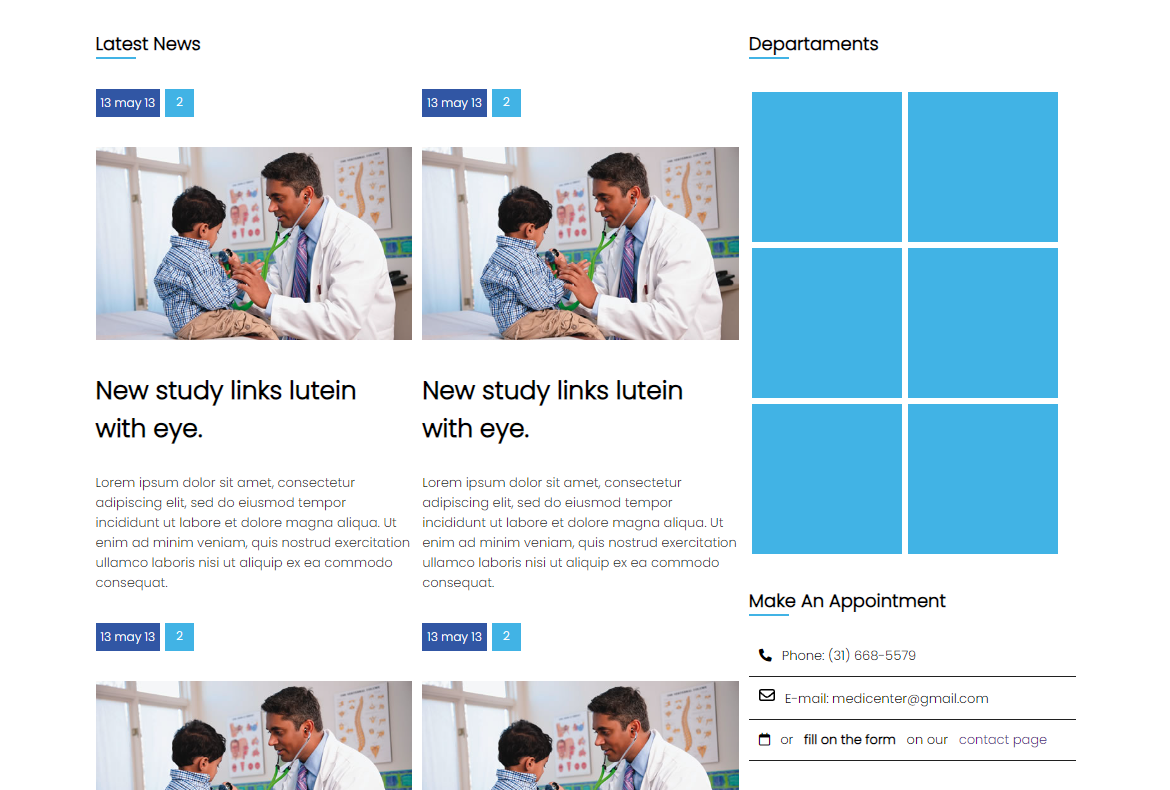 Latest News
13 may 13 2
13 may 13 2
New study links lutein
with eye.
New study links lutein
with eye.
Lorem ipsum dolor sit amet, consectetur
adipiscing elit, sed do eiusmod tempor
incididunt ut labore et dolore magna aliqua. Ut
enim ad minim veniam, quis nostrud exercitation
ullamco laboris nisi ut aliquip ex ea commodo
consequat.
Lorem ipsum dolor sit amet, consectetur
adipiscing elit, sed do eiusmod tempor
incididunt ut labore et dolore magna aliqua. Ut
enim ad minim veniam, quis nostrud exercitation
ullamco laboris nisi ut aliquip ex ea commodo
consequat.
13 may 13 2
13 may 13 2
Departaments
Make An Appointment
Phone: (31) 668-5579
E-mail: medicenter@gmail.com
or fill on the form on our contact page